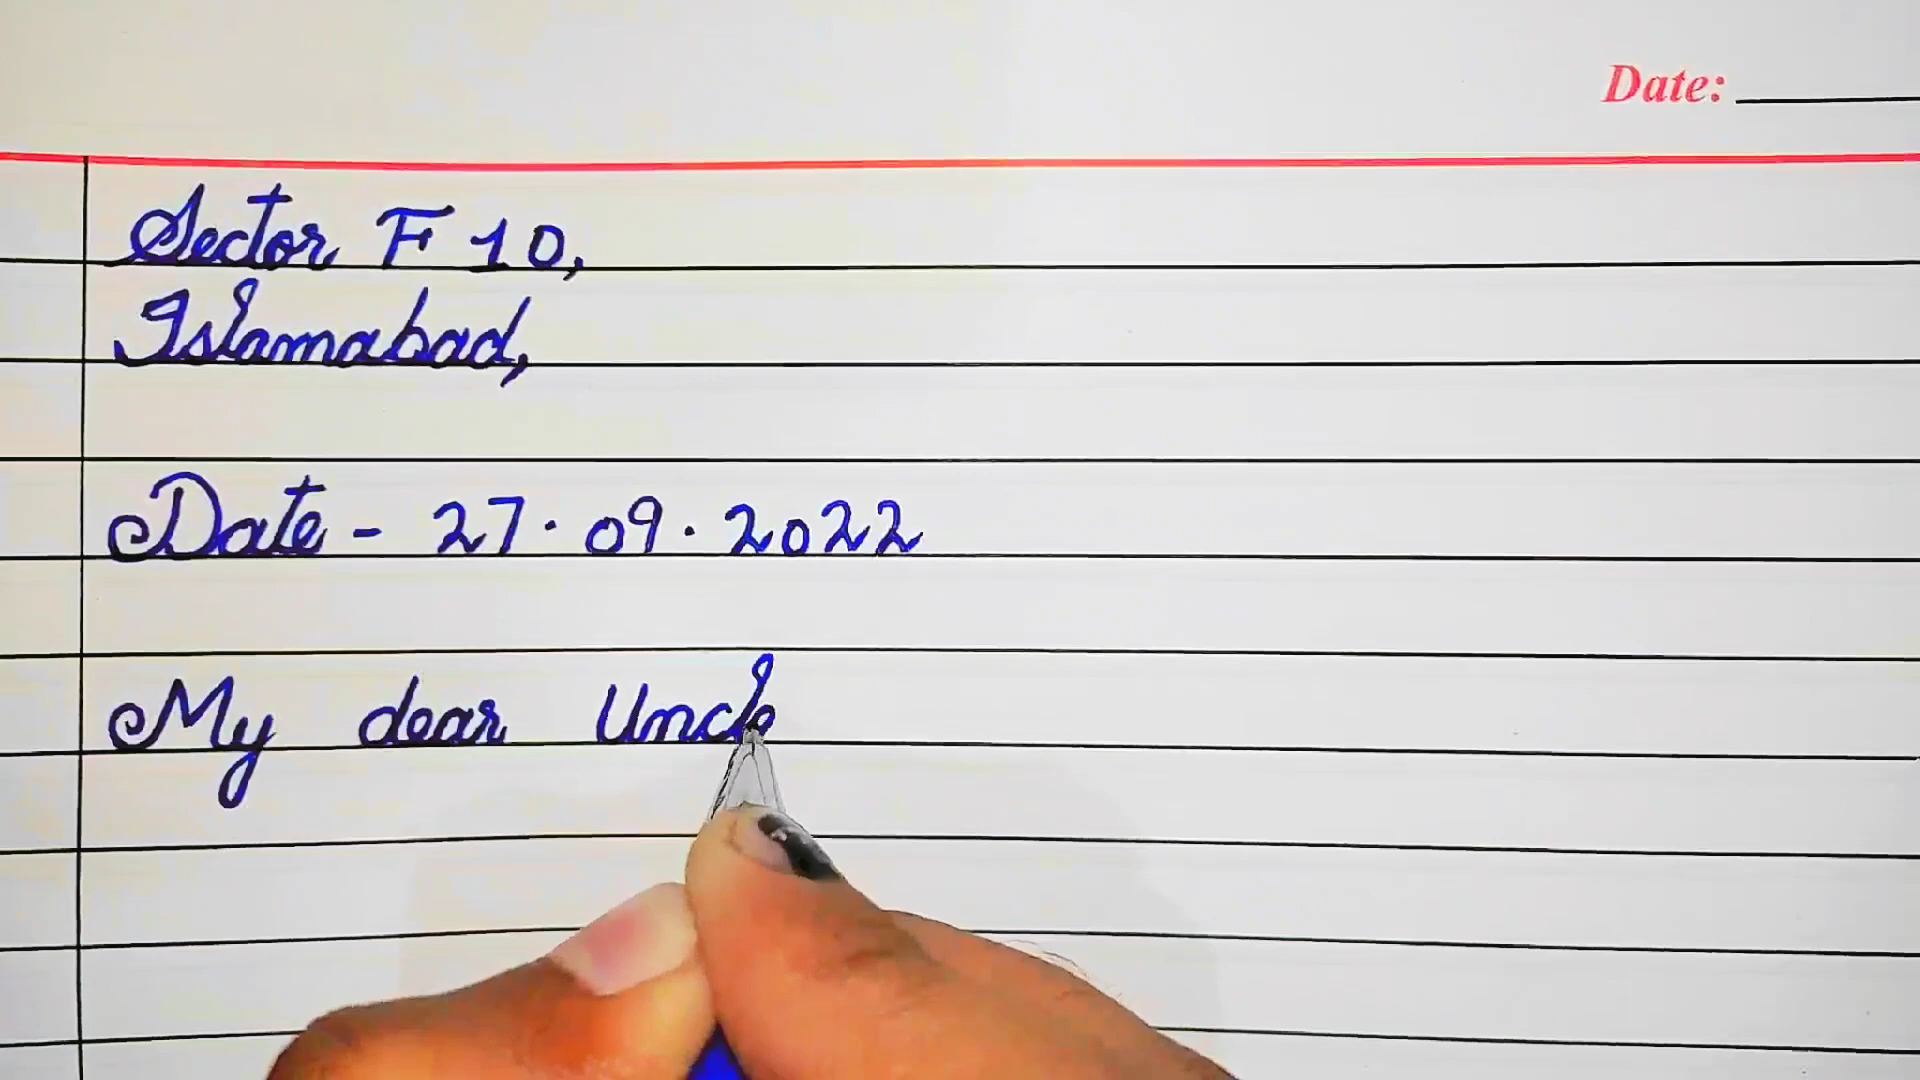 Date:
Sector F 10,
Islamabad,
Date - 27.09.2022
My dear Uncle